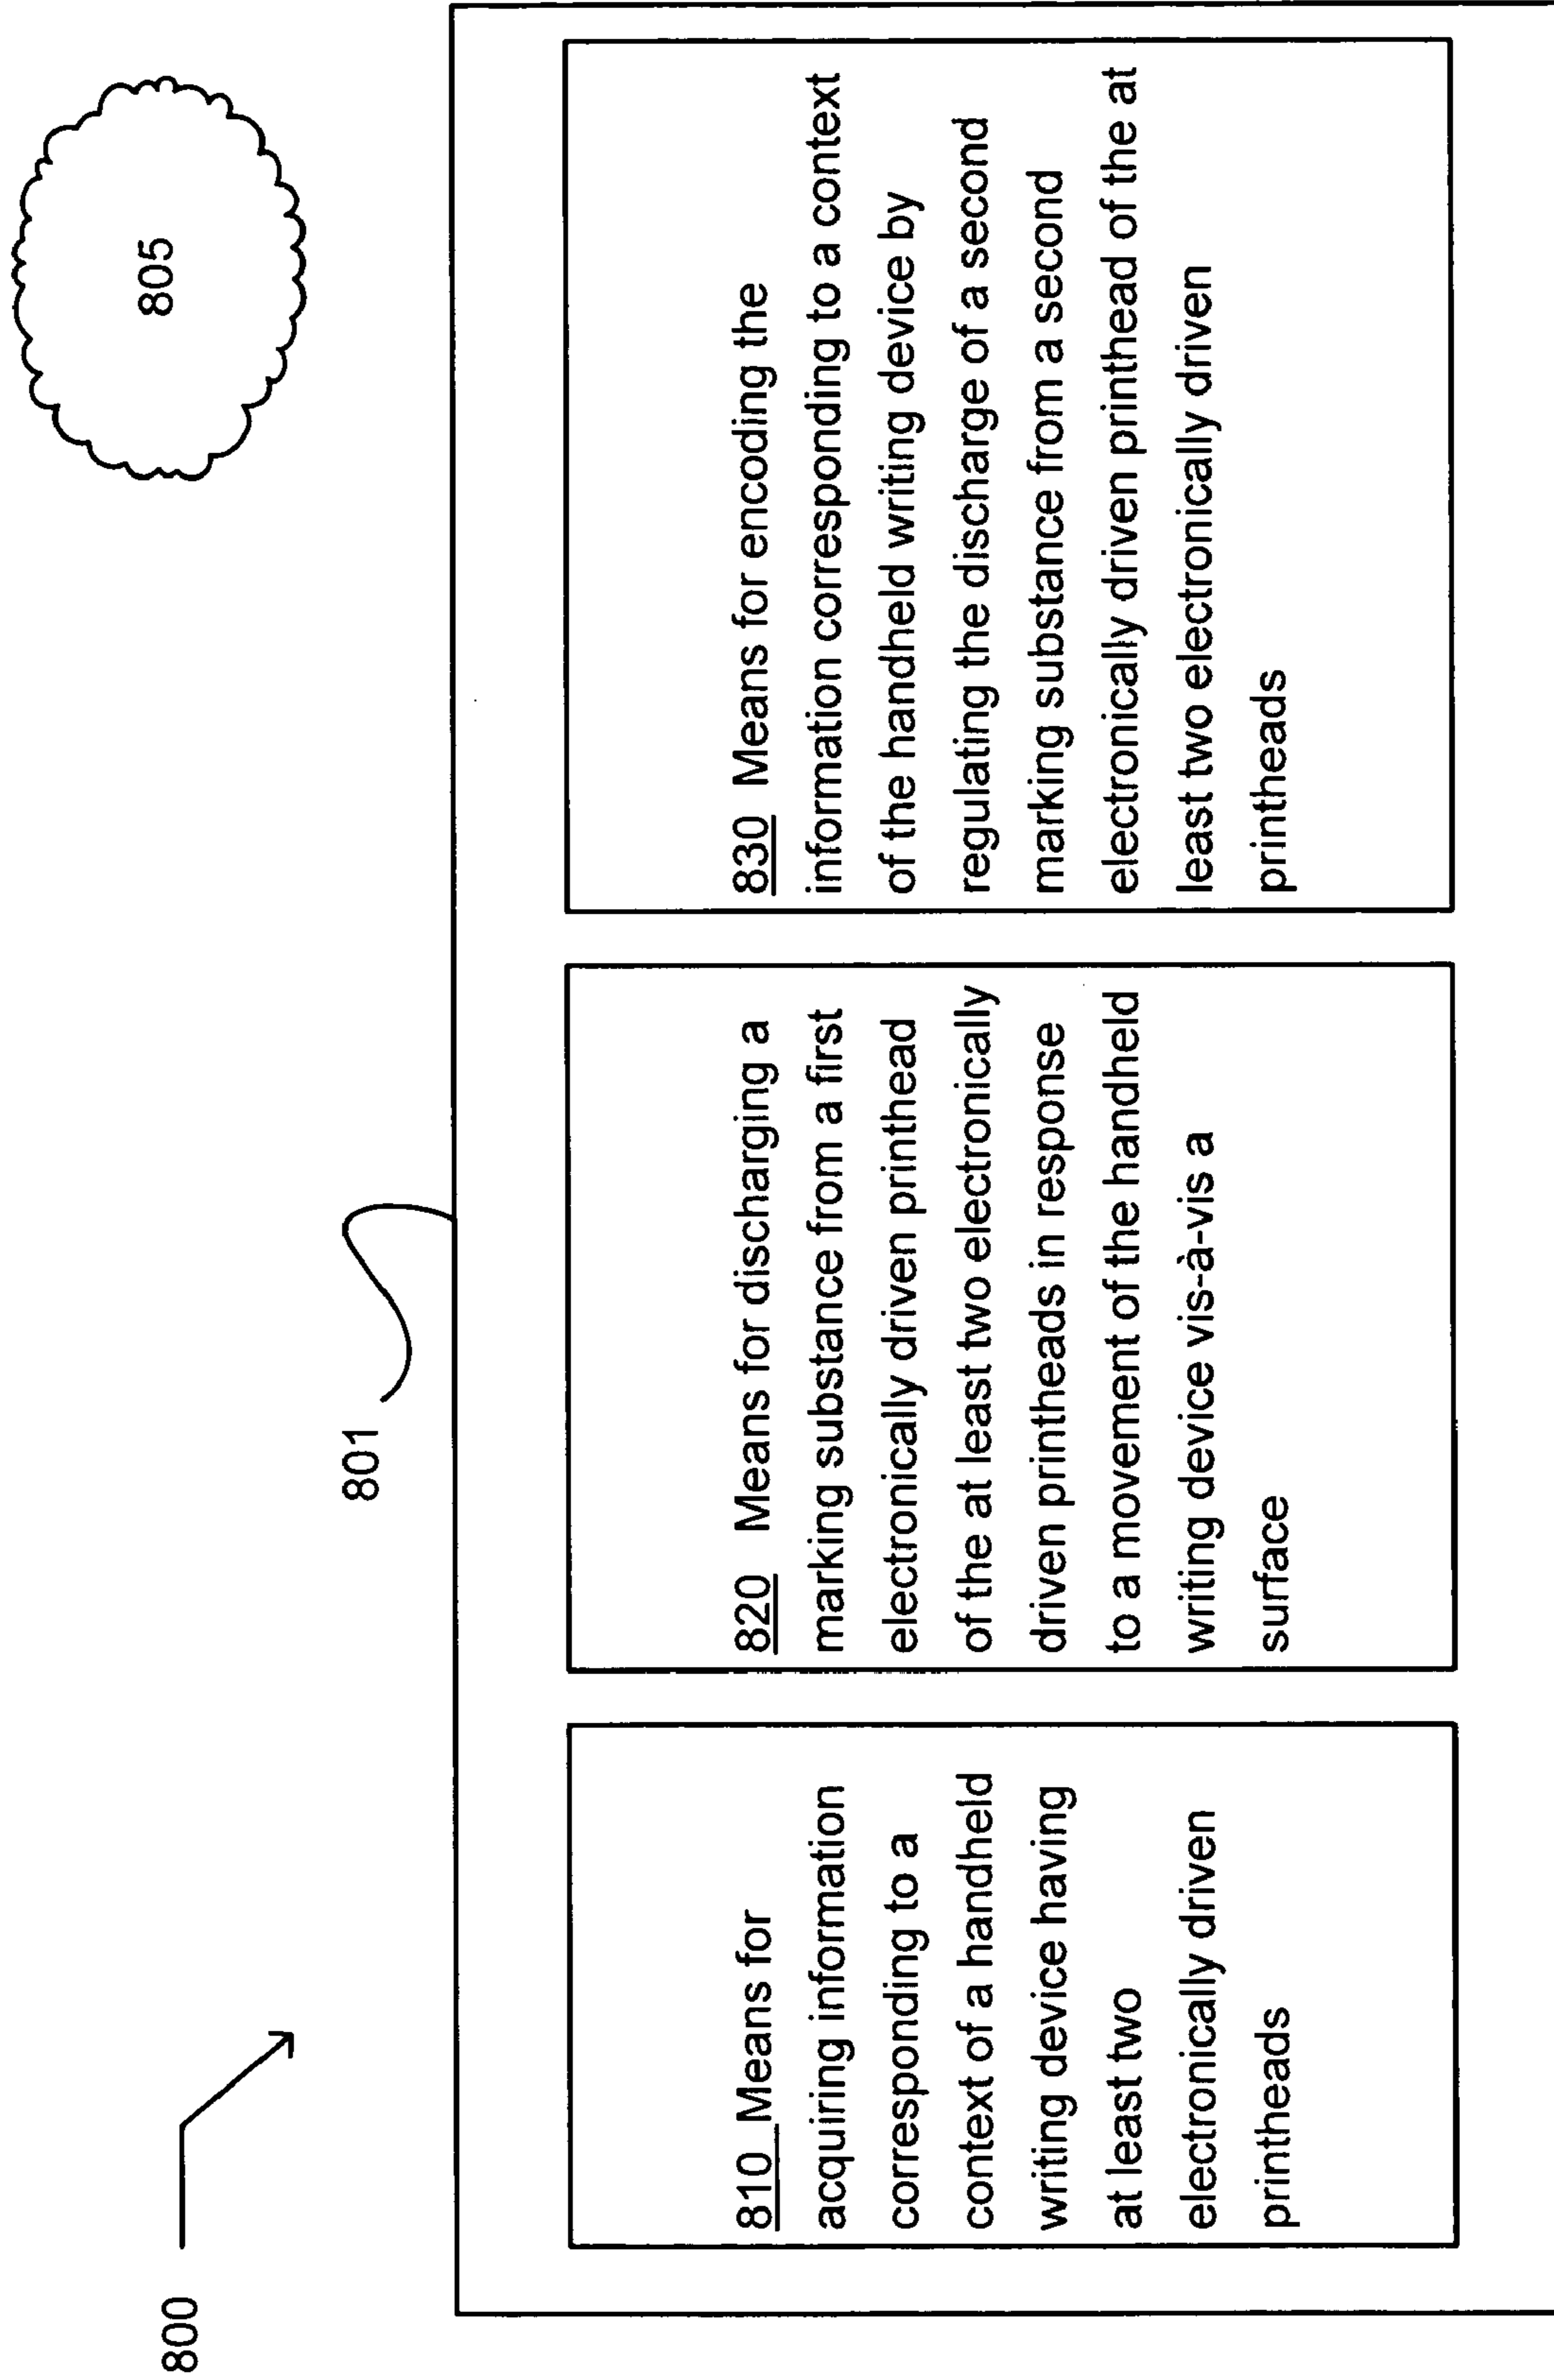 800
805
801
810 Means for
acquiring information
corresponding to a
context of a handheld
writing device having
at least two
electronically driven
printheads
820 Means for discharging a
marking substance from a first
electronically driven printhead
of the at least two electronically
driven printheads in response
to a movement of the handheld
writing device vis-à-vis a
surface
830 Means for encoding the
information corresponding to a context
of the handheld writing device by
regulating the discharge of a second
marking substance from a second
electronically driven printhead of the at
least two electronically driven
printheads